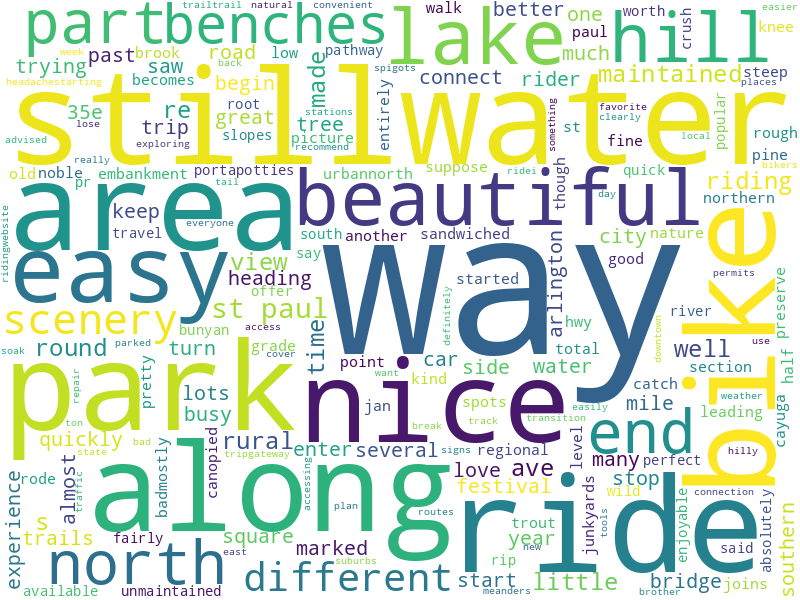 trailtrail natural convenient easier
part benches lake hill
walk better one worth paul crush knee
trying past brook road low pathway made much
week back spigots saw rider connect maintained steep
headachestarting becomes begin places
stillwater
35e re root great tree stations entirely something favorite clearly popular
advised lose trip exploring slopes picture recommend st fine rough local
really old noble embankment portapotties urbannorth suppose though quick pine bikers
pr tail ridei day riding
area beautiful bike
keep everyone south another sandwiched city nature northern
travel say arlington good
ridingwebsite easy way
view heading started permits
scenery st paul offer definitely river hwy preserve
bunyan access time downtown
soak parked cover grade point car side total well use weather
round turn want water section half
park nice
pretty lots kind spots catch mile leading cayuga
repair ton busy jan break track transition easily hilly
quickly bad rural end
state tripgateway enter several regional signs level many perfect connection
almost badmostly canopied love ave stop
experience rode traffic along ride
s accessing festival wild tools enjoyable absolutely southern
trails plan routes trout junkyards said
fairly square year new
north east marked suburbs rip
different start meanders little bridge joins
available unmaintained brother